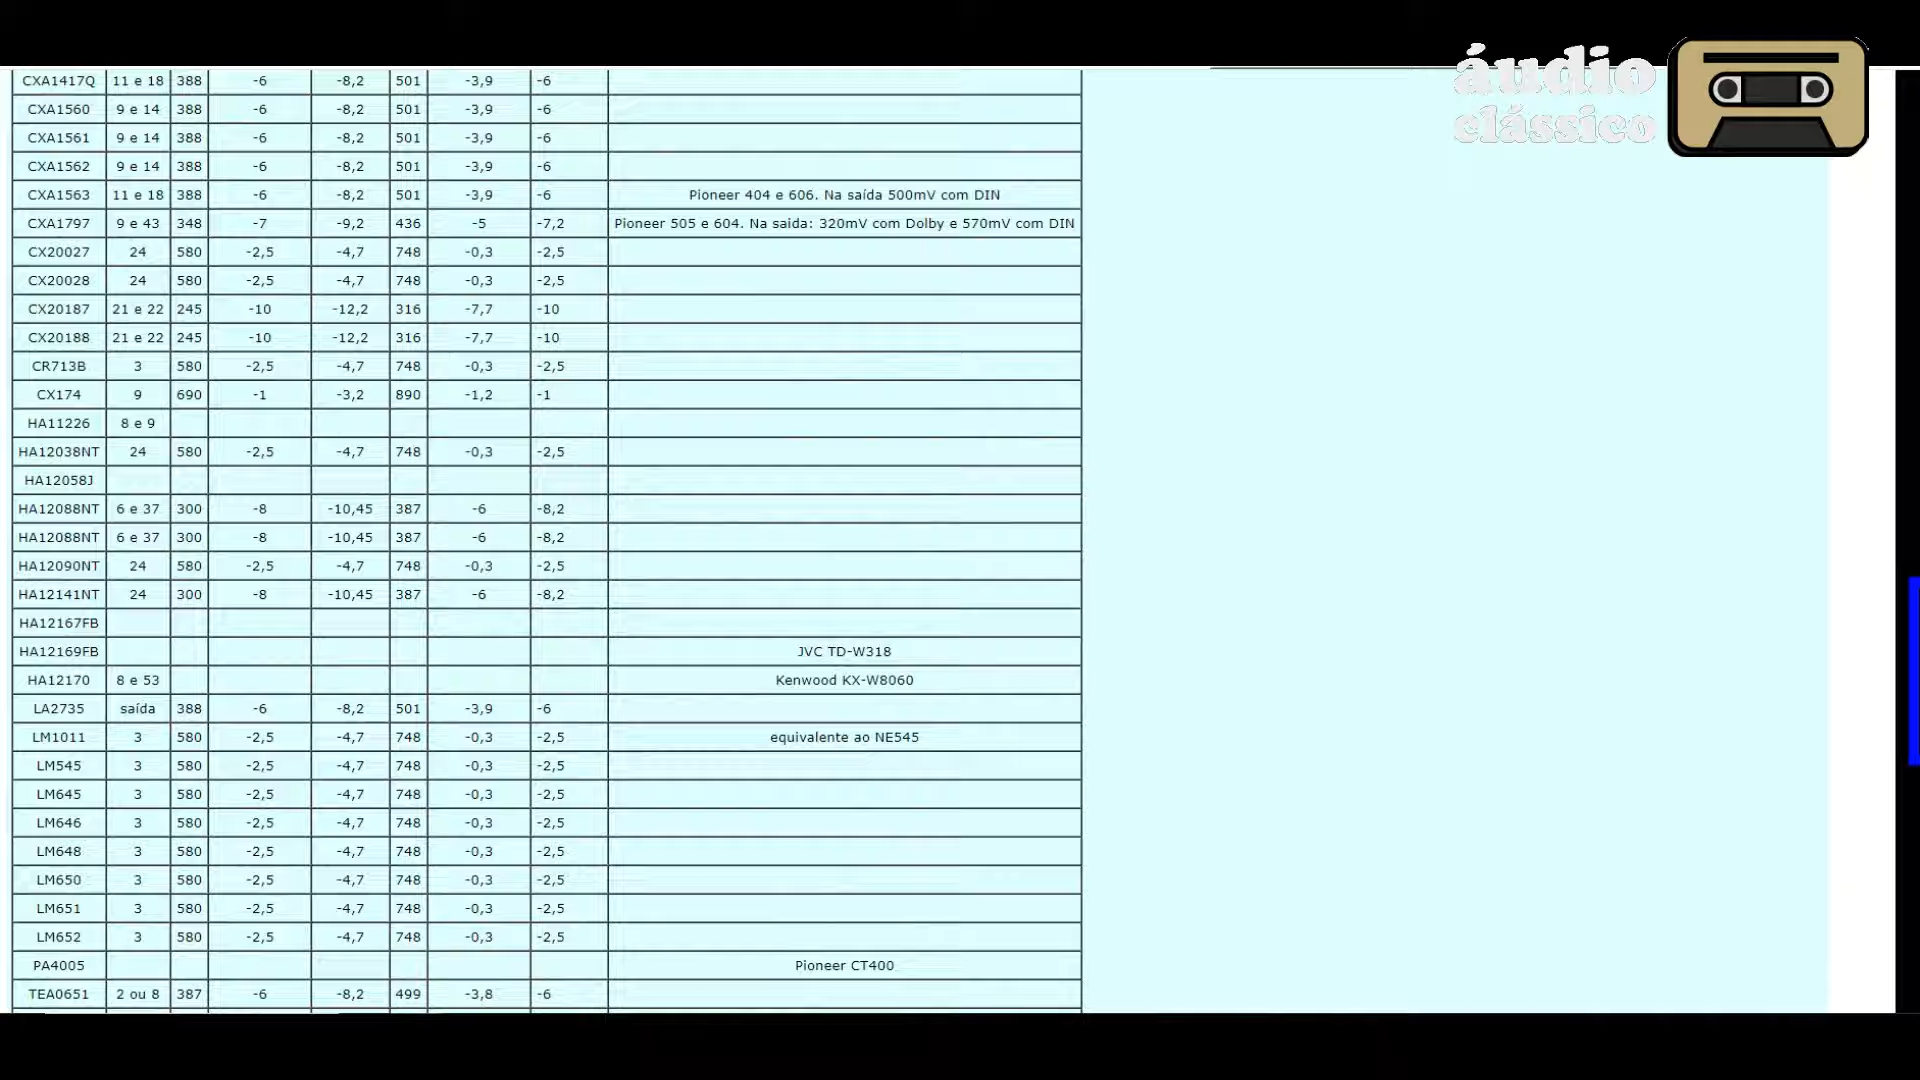 áudio
clássico
CXA1417Q 11 e 18 388 -6 -8,2 501 -3,9 -6
CXA1560 9 e 14 388 -6 -8,2 501 -3,9 -6
CXA1561 9 e 14 388 -6 -8,2 501 -3,9 -6
CXA1562 9 e 14 388 -6 -8,2 501 -3,9 -6
CXA1563 11 e 18 388 -6 -8,2 501 -3,9 -6 Pioneer 404 e 606. Na saída 500mV com DIN
CXA1797 9 e 43 348 -7 -9,2 436 -5 -7,2 Pioneer 505 e 604. Na saida: 320mV com Dolby e 570mV com DIN
CX20027 24 580 -2,5 -4,7 748 -0,3 -2,5
CX20028 24 580 -2,5 -4,7 748 -0,3 -2,5
CX20187 21 e 22 245 -10 -12,2 316 -7,7 -10
CX20188 21 e 22 245 -10 -12,2 316 -7,7 -10
CR713B 3 580 -2,5 -4,7 748 -0,3 -2,5
CX174 9 690 -1 -3,2 890 -1,2 -1
HA11226 8 e 9
HA12038NT 24 580 -2,5 -4,7 748 -0,3 -2,5
HA12058J
HA12088NT 6 e 37 300 -8 -10,45 387 -6 -8,2
HA12088NT 6 e 37 300 -8 -10,45 387 -6 -8,2
HA12090NT 24 580 -2,5 -4,7 748 -0,3 -2,5
HA12141NT 24 300 -8 -10,45 387 -6 -8,2
HA12167FB
HA12169FB JVC TD-W318
HA12170 8 e 53 Kenwood KX-W8060
LA2735 saída 388 -6 -8,2 501 -3,9 -6
LM1011 3 580 -2,5 -4,7 748 -0,3 -2,5 equivalente ao NE545
LM545 3 580 -2,5 -4,7 748 -0,3 -2,5
LM645 3 580 -2,5 -4,7 748 -0,3 -2,5
LM646 3 580 -2,5 -4,7 748 -0,3 -2,5
LM648 3 580 -2,5 -4,7 748 -0,3 -2,5
LM650 3 580 -2,5 -4,7 748 -0,3 -2,5
LM651 3 580 -2,5 -4,7 748 -0,3 -2,5
LM652 3 580 -2,5 -4,7 748 -0,3 -2,5
PA4005 Pioneer CT400
TEA0651 2 ou 8 387 -6 -8,2 499 -3,8 -6